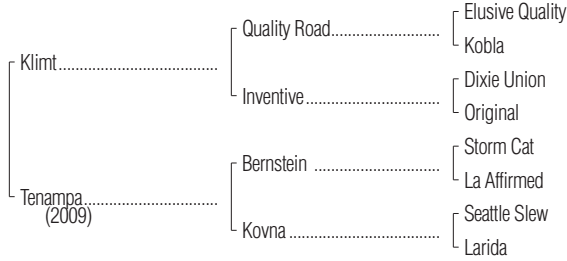 Elusive Quality
Quality Road
Kobla
Klimt
Dixie Union
Inventive
Original
Storm Cat
Bernstein
La Affirmed
Tenampa
(2009)
Seattle Slew
Kovna
Larida